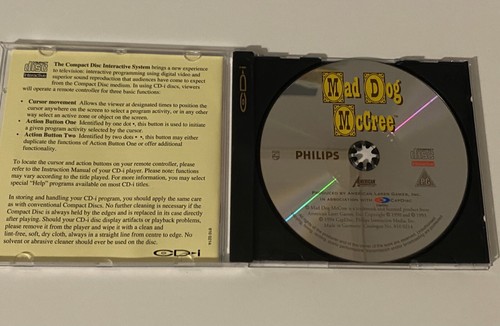 The Compact Disc Interactive System brings a new experience
to television: interactive programming using digital video and
superior sound reproduction that audiences have come to expect
from the Compact Disc medium. In using CD-i discs, viewers
will operate a remote controller for these basic functions:
• Cursor movement Allows the viewer at designated times to position the
cursor anywhere on the screen to select a program activity, or in any other
way select an active zone or object on the screen.
• Action Button One Identified by one dot •, this button is used to initiate
a given program activity selected by the cursor.
• Action Button Two Identified by two dots • •, this button may either
duplicate the functions of Action Button One or offer additional
functionality.
To locate the cursor and action buttons on your remote controller, please
refer to the Instruction Manual of your CD-i player. Please note: functions
may vary according to the title played. For more information, you may select
special "Help" programs available on most CD-i titles.
In storing and handling your CD-i program, you should apply the same care
as with conventional Compact Discs. No further cleaning is necessary if the
Compact Disc is always held by the edges and is replaced in its case directly
after playing. Should your CD-i disc display artifacts or playback problems,
please remove it from the player and wipe it with a clean and
lint-free, soft, dry cloth, always in a straight line from centre to edge. No
solvent or abrasive cleaner should ever be used on the disc.
CD-i
Mad Dog
McCree
PHILIPS
PRODUCED BY AMERICAN LASER GAMES, INC.
IN ASSOCIATION WITH CapDisc